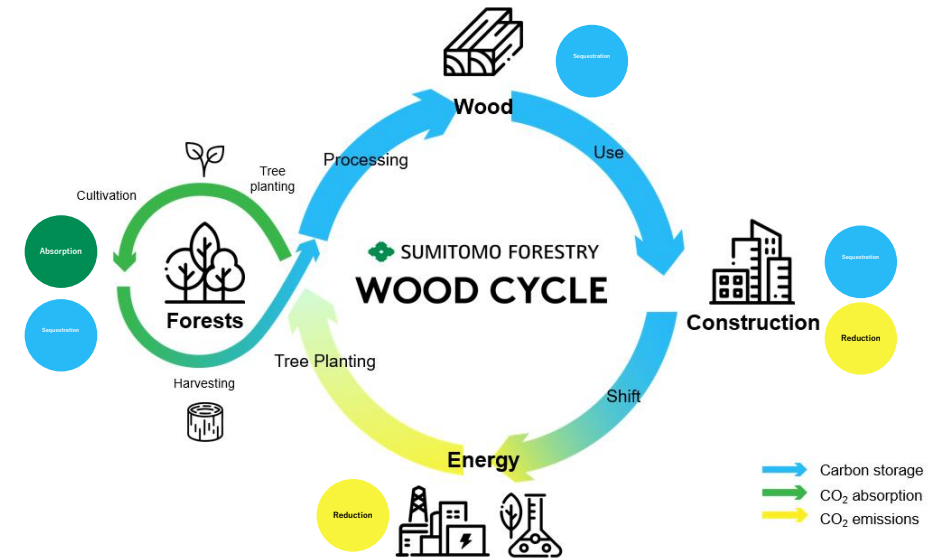 Sequestration
Wood
Processing
Use
Tree
planting
Cultivation
Absorption
SUMITOMO FORESTRY
WOOD CYCLE
Sequestration
Forests
Sequestration
Construction
Reduction
Tree Planting
Harvesting
Shift
Energy
Reduction
Carbon storage
CO₂ absorption
CO₂ emissions